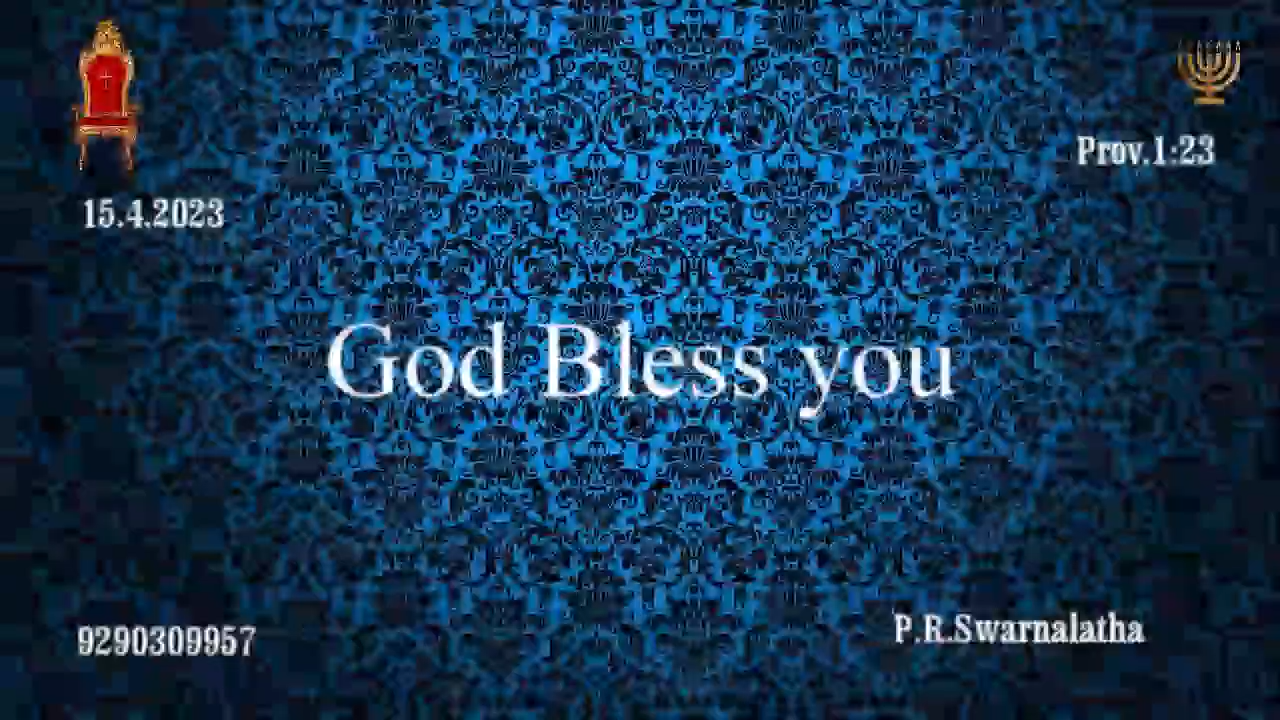 Prov.1:23
15.4.2023
God Bless you
9290309957
P.R.Swarnalatha